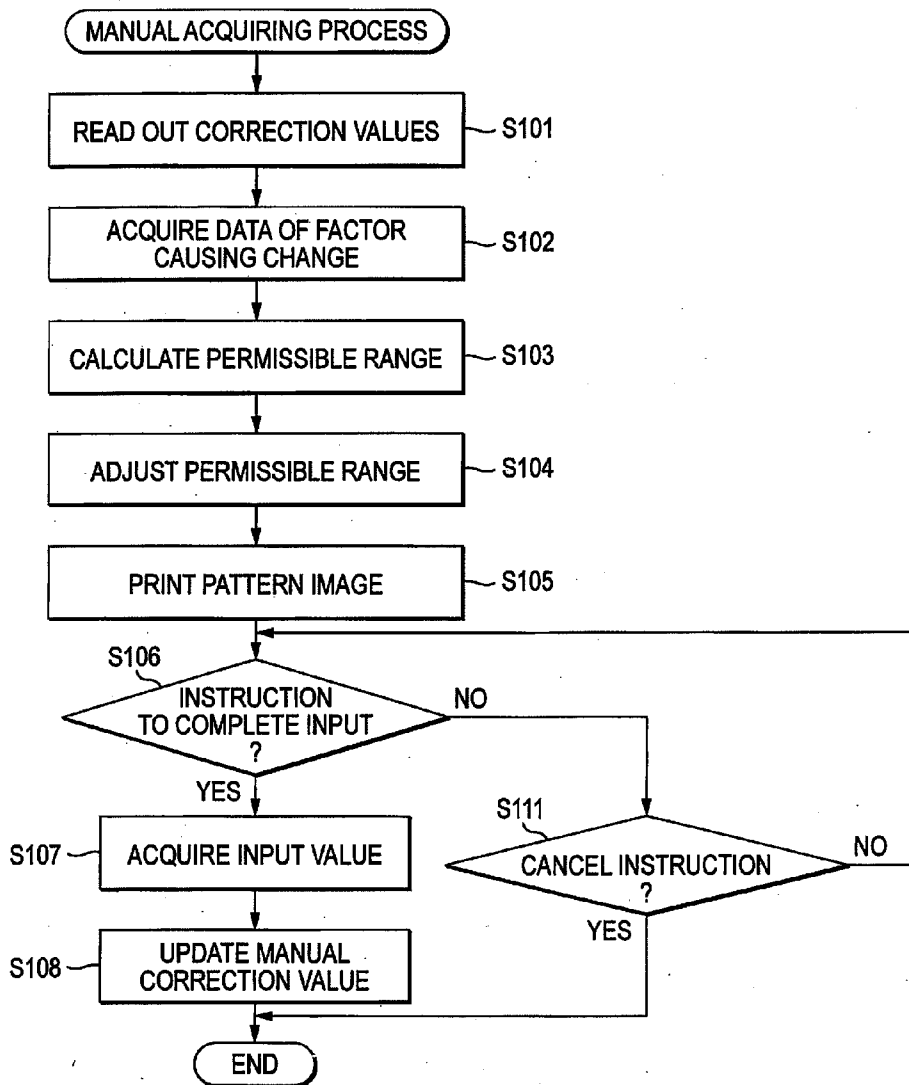 MANUAL ACQUIRING PROCESS
READ OUT CORRECTION VALUES
S101
ACQUIRE DATA OF FACTOR
CAUSING CHANGE
S102
CALCULATE PERMISSIBLE RANGE
S103
ADJUST PERMISSIBLE RANGE
S104
PRINT PATTERN IMAGE
S105
S106
INSTRUCTION
TO COMPLETE INPUT
?
NO
YES
S111
CANCEL INSTRUCTION
?
NO
YES
S107
ACQUIRE INPUT VALUE
S108
UPDATE MANUAL
CORRECTION VALUE
END